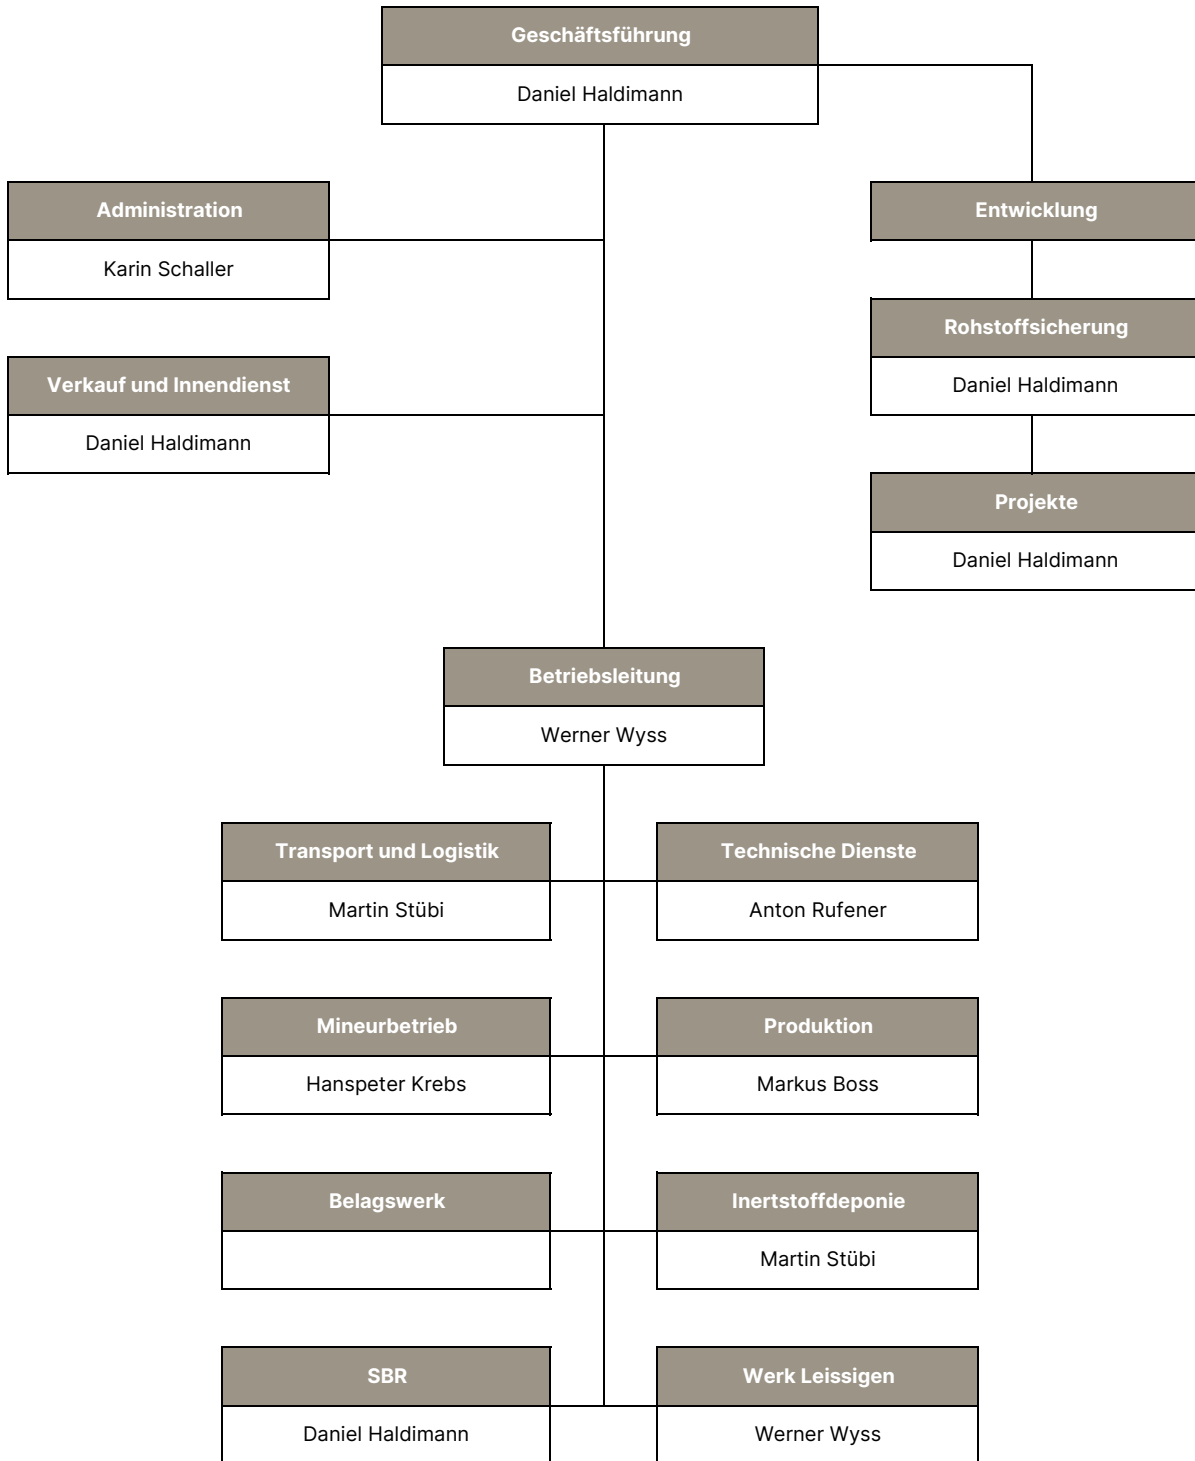 Geschäftsführung
Daniel Haldimann
Administration
Karin Schaller
Verkauf und Innendienst
Daniel Haldimann
Entwicklung
Rohstoffsicherung
Daniel Haldimann
Projekte
Daniel Haldimann
Betriebsleitung
Werner Wyss
Transport und Logistik
Martin Stübi
Technische Dienste
Anton Rufener
Mineurbetrieb
Hanspeter Krebs
Produktion
Markus Boss
Belagswerk
Inertstoffdeponie
Martin Stübi
SBR
Daniel Haldimann
Werk Leissigen
Werner Wyss